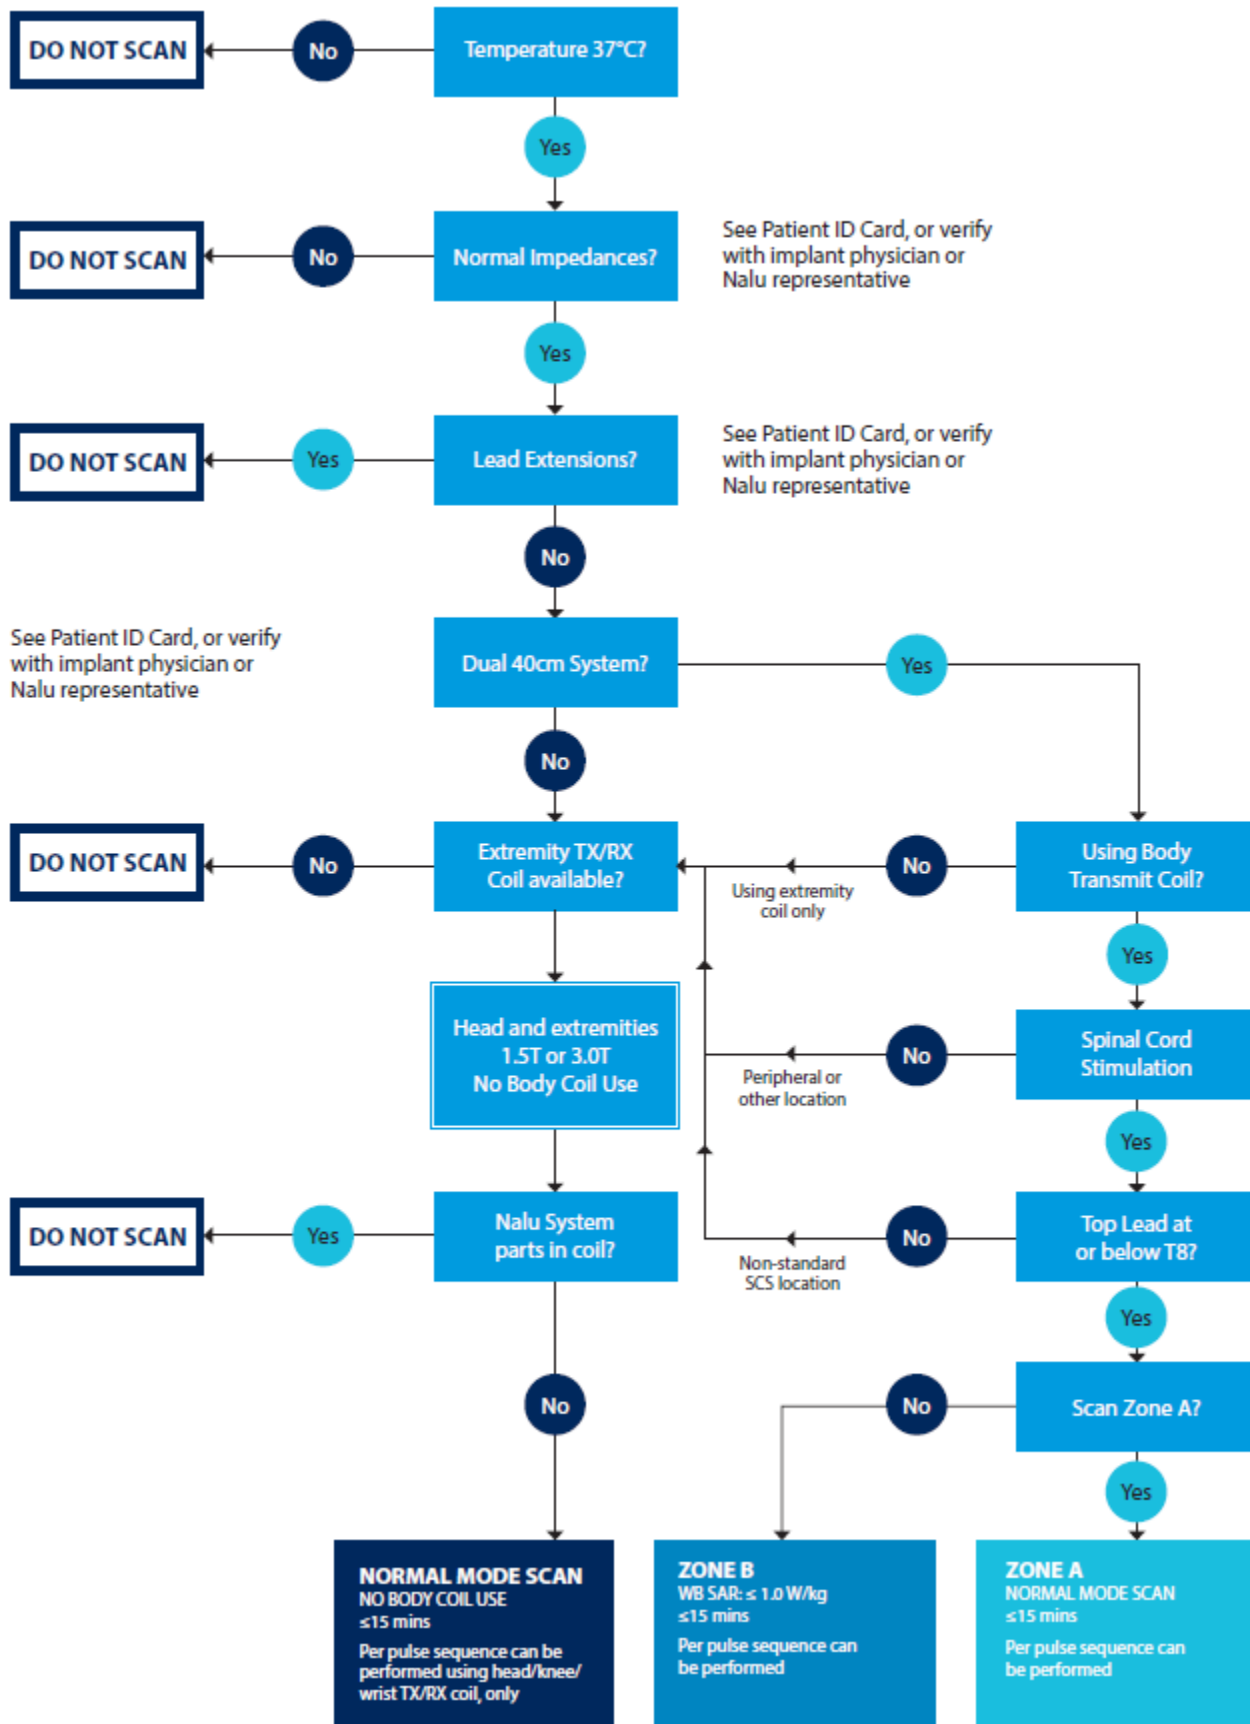 DO NOT SCAN
No
Temperature 37°C?
Yes
DO NOT SCAN
No
Normal Impedances?
See Patient ID Card, or verify
with implant physician or
Nalu representative
Yes
DO NOT SCAN
Yes
Lead Extensions?
See Patient ID Card, or verify
with implant physician or
Nalu representative
No
See Patient ID Card, or verify
with implant physician or
Nalu representative
Dual 40cm System?
Yes
No
DO NOT SCAN
No
Extremity TX/RX
Coil available?
Using extremity
coil only
No
Using Body
Transmit Coil?
Yes
Head and extremities
1.5T or 3.0T
No Body Coil Use
Peripheral or
other location
No
Spinal Cord
Stimulation
Yes
DO NOT SCAN
Yes
Nalu System
parts in coil?
Non-standard
SCS location
No
Top Lead at
or below T8?
Yes
No
No
Scan Zone A?
Yes
NORMAL MODE SCAN
NO BODY COIL USE
≤15 mins
Per pulse sequence can be
performed using head/knee/
wrist TX/RX coil, only
ZONE B
WB SAR: ≤ 1.0 W/kg
≤15 mins
Per pulse sequence can
be performed
ZONE A
NORMAL MODE SCAN
≤15 mins
Per pulse sequence can
be performed